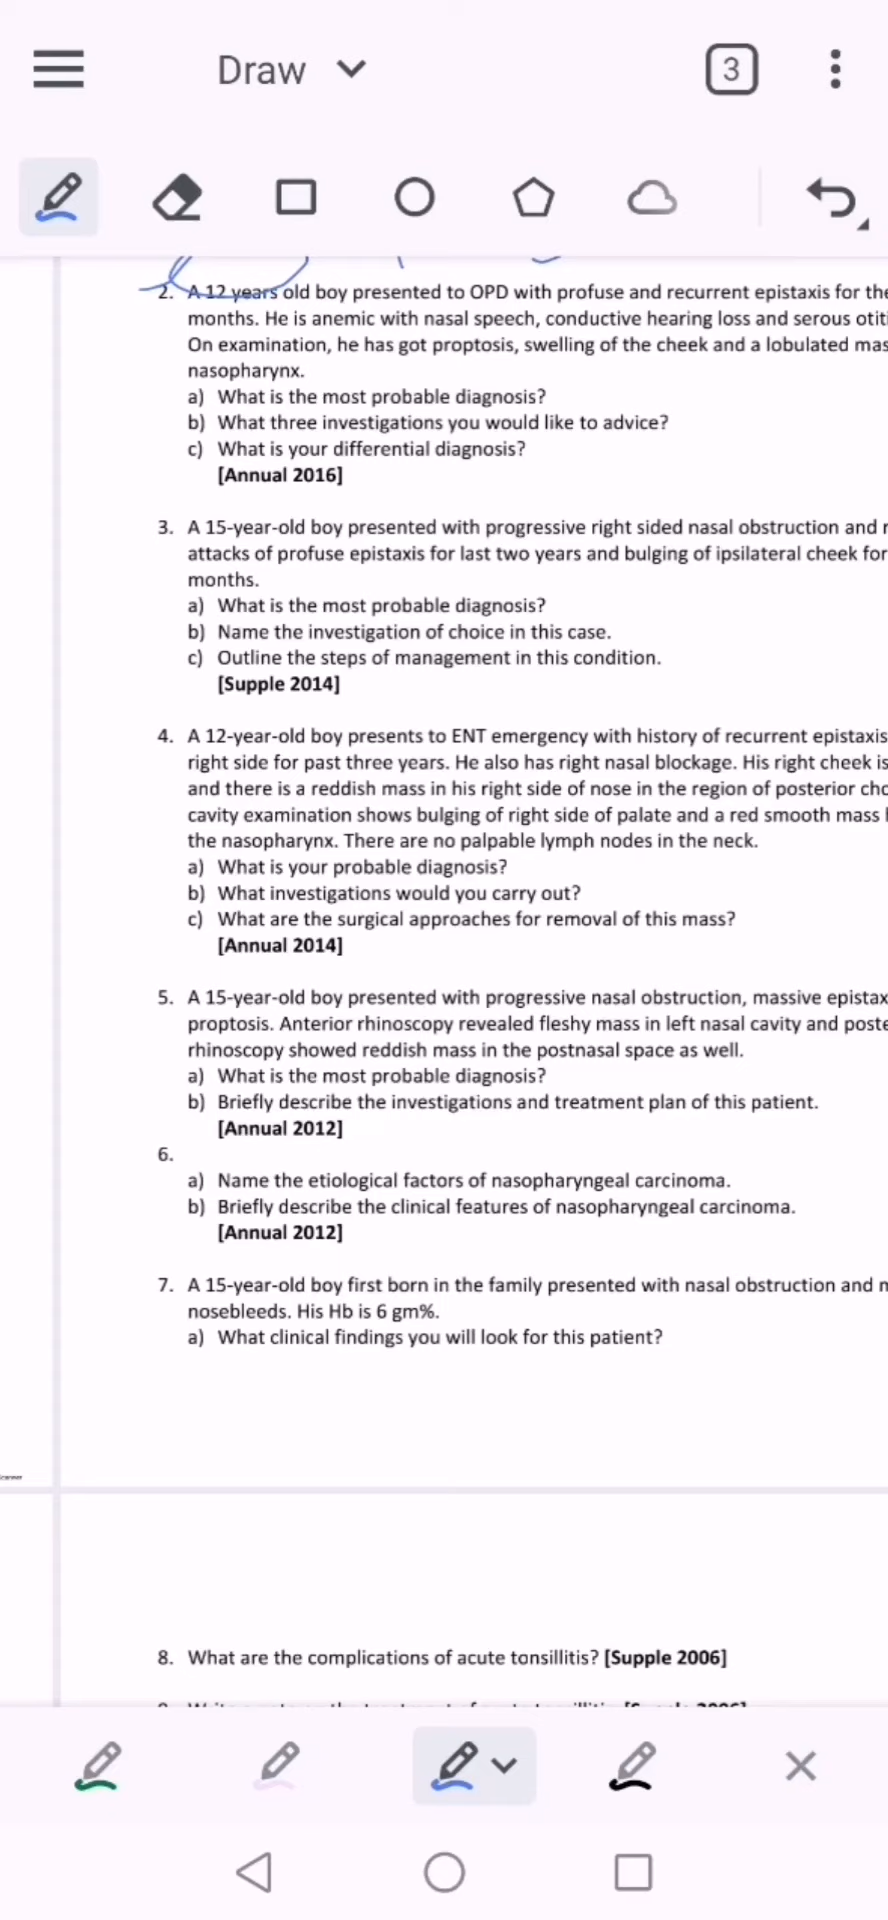 Draw
3
2. A 12 years old boy presented to OPD with profuse and recurrent epistaxis for the
months. He is anemic with nasal speech, conductive hearing loss and serous
On examination, he has got proptosis, swelling of the cheek and a lobulated
nasopharynx.
a) What is the most probable diagnosis?
b) What three investigations you would like to advice?
c) What is your differential diagnosis?
[Annual 2016]
3. A 15-year-old boy presented with progressive right sided nasal obstruction and
attacks of profuse epistaxis for last two years and bulging of ipsilateral cheek for
months.
a) What is the most probable diagnosis?
b) Name the investigation of choice in this case.
c) Outline the steps of management in this condition.
[Supple 2014]
4. A 12-year-old boy presents to ENT emergency with history of recurrent epistaxis
right side for past three years. He also has right nasal blockage. His right cheek is
and there is a reddish mass in his right side of nose in the region of posterior
cavity examination shows bulging of right side of palate and a red smooth mass
the nasopharynx. There are no palpable lymph nodes in the neck.
a) What is your probable diagnosis?
b) What investigations would you carry out?
c) What are the surgical approaches for removal of this mass?
[Annual 2014]
5. A 15-year-old boy presented with progressive nasal obstruction, massive
proptosis. Anterior rhinoscopy revealed fleshy mass in left nasal cavity and
rhinoscopy showed reddish mass in the postnasal space as well.
a) What is the most probable diagnosis?
b) Briefly describe the investigations and treatment plan of this patient.
[Annual 2012]
6.
a) Name the etiological factors of nasopharyngeal carcinoma.
b) Briefly describe the clinical features of nasopharyngeal carcinoma.
[Annual 2012]
7. A 15-year-old boy first born in the family presented with nasal obstruction and
nosebleeds. His Hb is 6 gm%.
a) What clinical findings you will look for this patient?
8. What are the complications of acute tonsillitis? [Supple 2006]